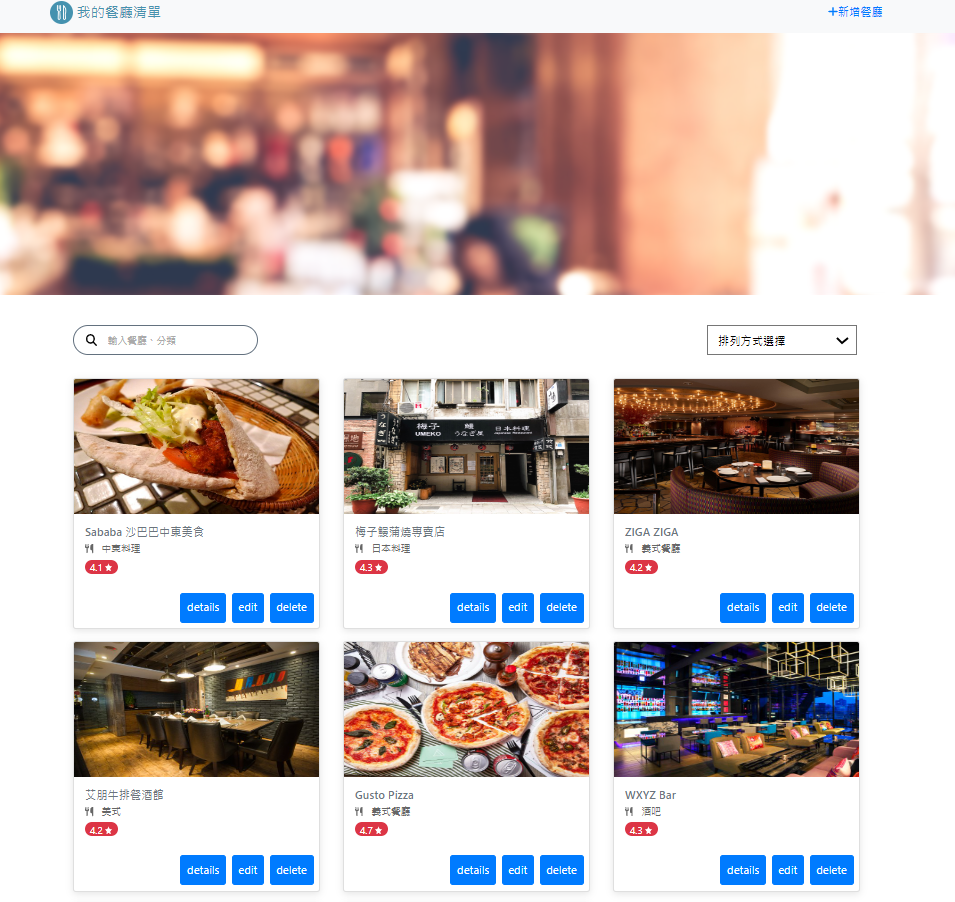 我的餐廳清單
+新增餐廳
輸入餐廳、分類
排列方式選擇
梅子 鰻 日本料理
UMEKO うなぎ屋
Sababa 沙巴巴中東美食
中東料理
4.1 ★
details edit delete
梅子鰻蒲燒專賣店
日本料理
4.3 ★
details edit delete
ZIGA ZIGA
義式餐廳
4.2 ★
details edit delete
艾朋牛排餐酒館
美式
4.2 ★
details edit delete
Gusto Pizza
義式餐廳
4.7 ★
details edit delete
WXYZ Bar
酒吧
4.3 ★
details edit delete